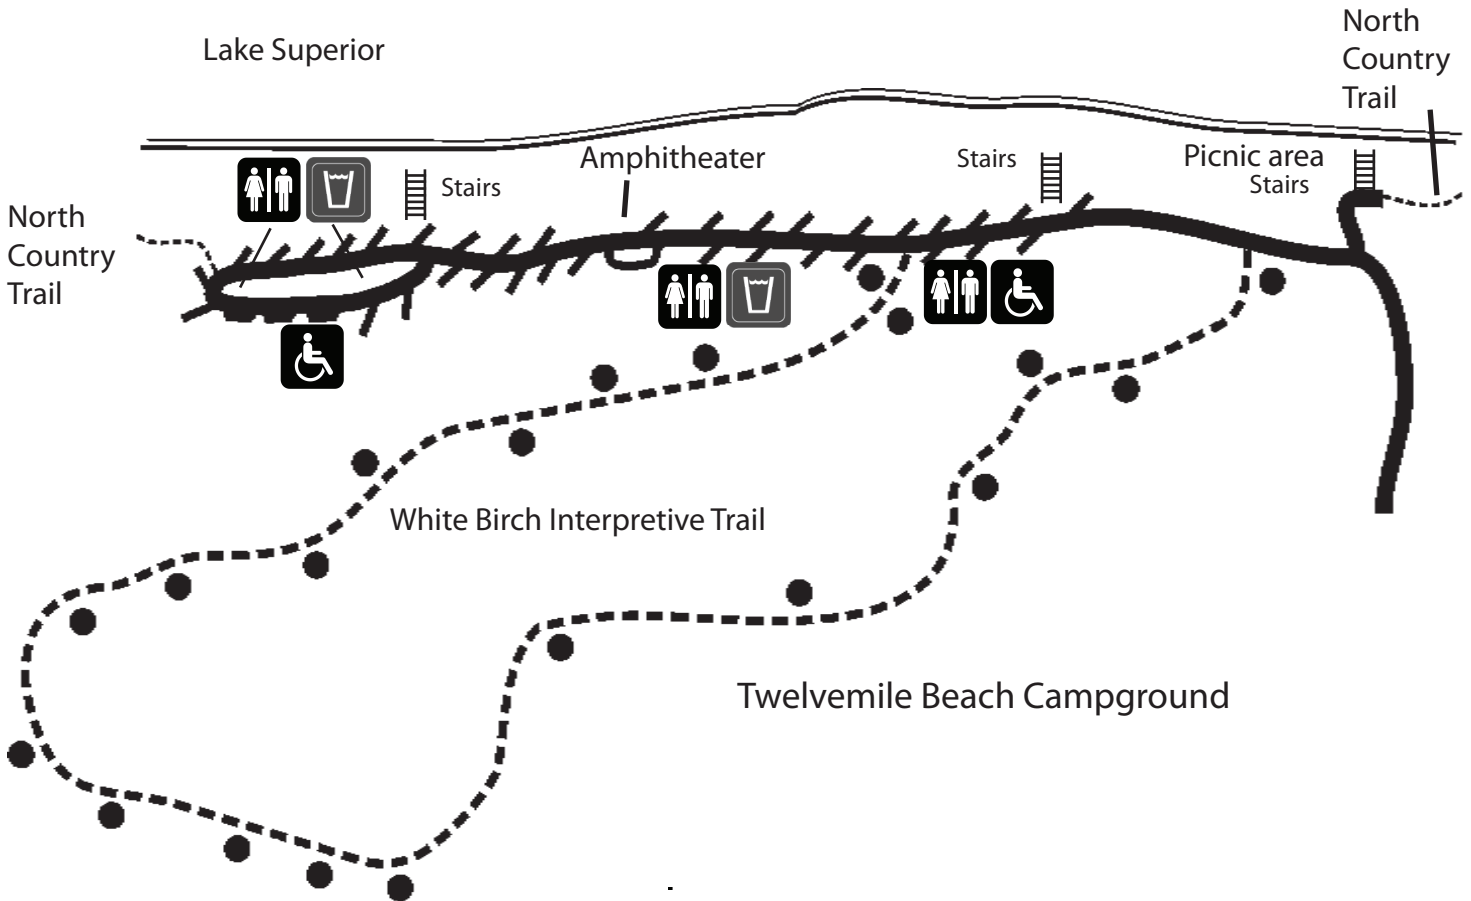 Lake Superior
North
Country
Trail
Amphitheater
Stairs
Picnic area
Stairs
Stairs
North
Country
Trail
White Birch Interpretive Trail
Twelvemile Beach Campground